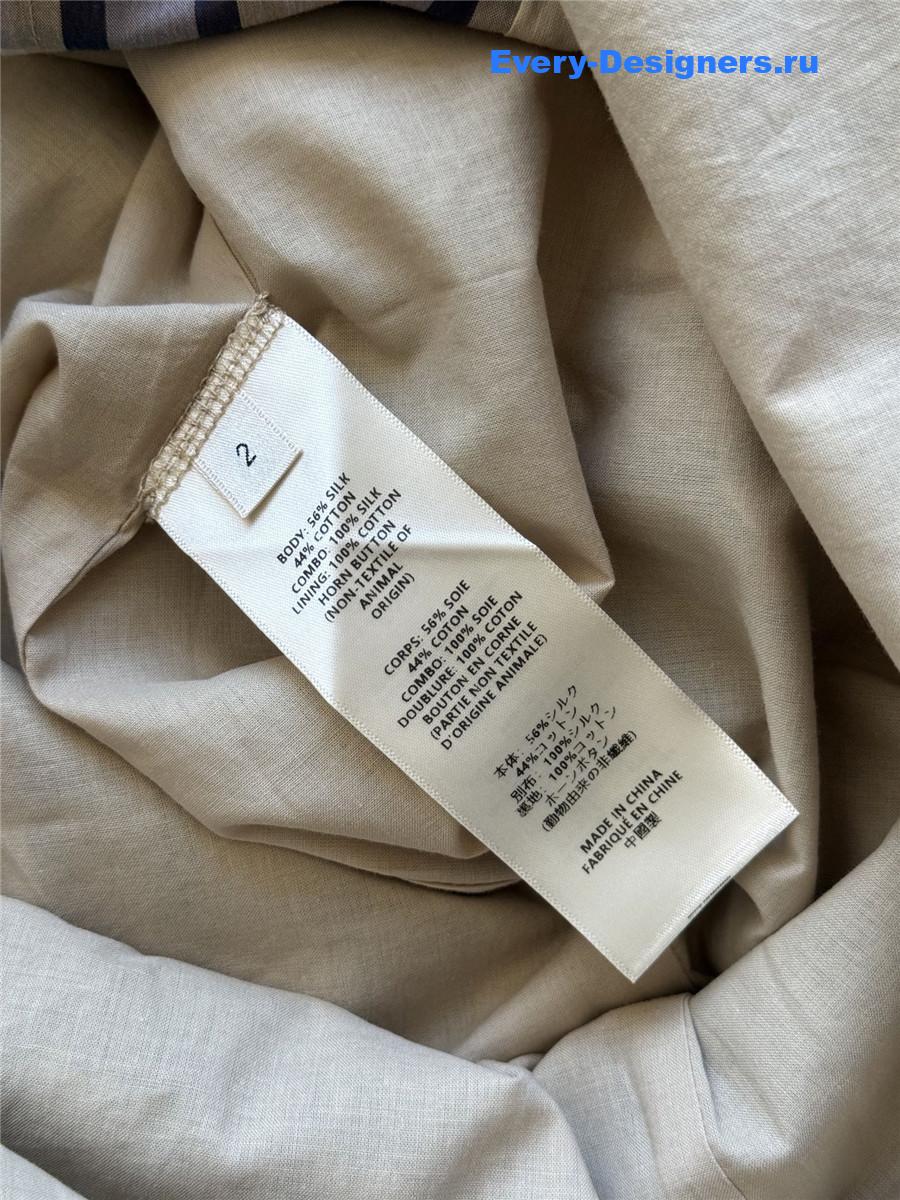 Every-Designers.ru
2
BODY: 56% SILK
44% COTTON
COMBO: 100% SILK
LINING: 100% COTTON
HORN BUTTON
(NON-TEXTILE OF
ANIMAL
ORIGIN)
CORPS: 56% SOIE
44% COTON
COMBO: 100% SOIE
DOUBLURE: 100% COTON
BOUTON EN CORNE
(PARTIE NON TEXTILE
D'ORIGINE ANIMALE)
本体: 56%シルク
44%コットン
別布: 100%シルク
裏地: 100%コットン
ホーンボタン
(動物由来の非繊維)
MADE IN CHINA
FABRIQUÉ EN CHINE
中國製